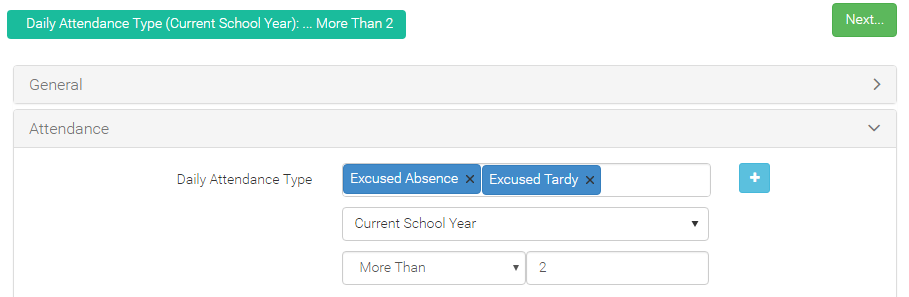 Daily Attendance Type (Current School Year): ... More Than 2
Next...
General
Attendance
Daily Attendance Type
Excused Absence × Excused Tardy ×
Current School Year
More Than 2